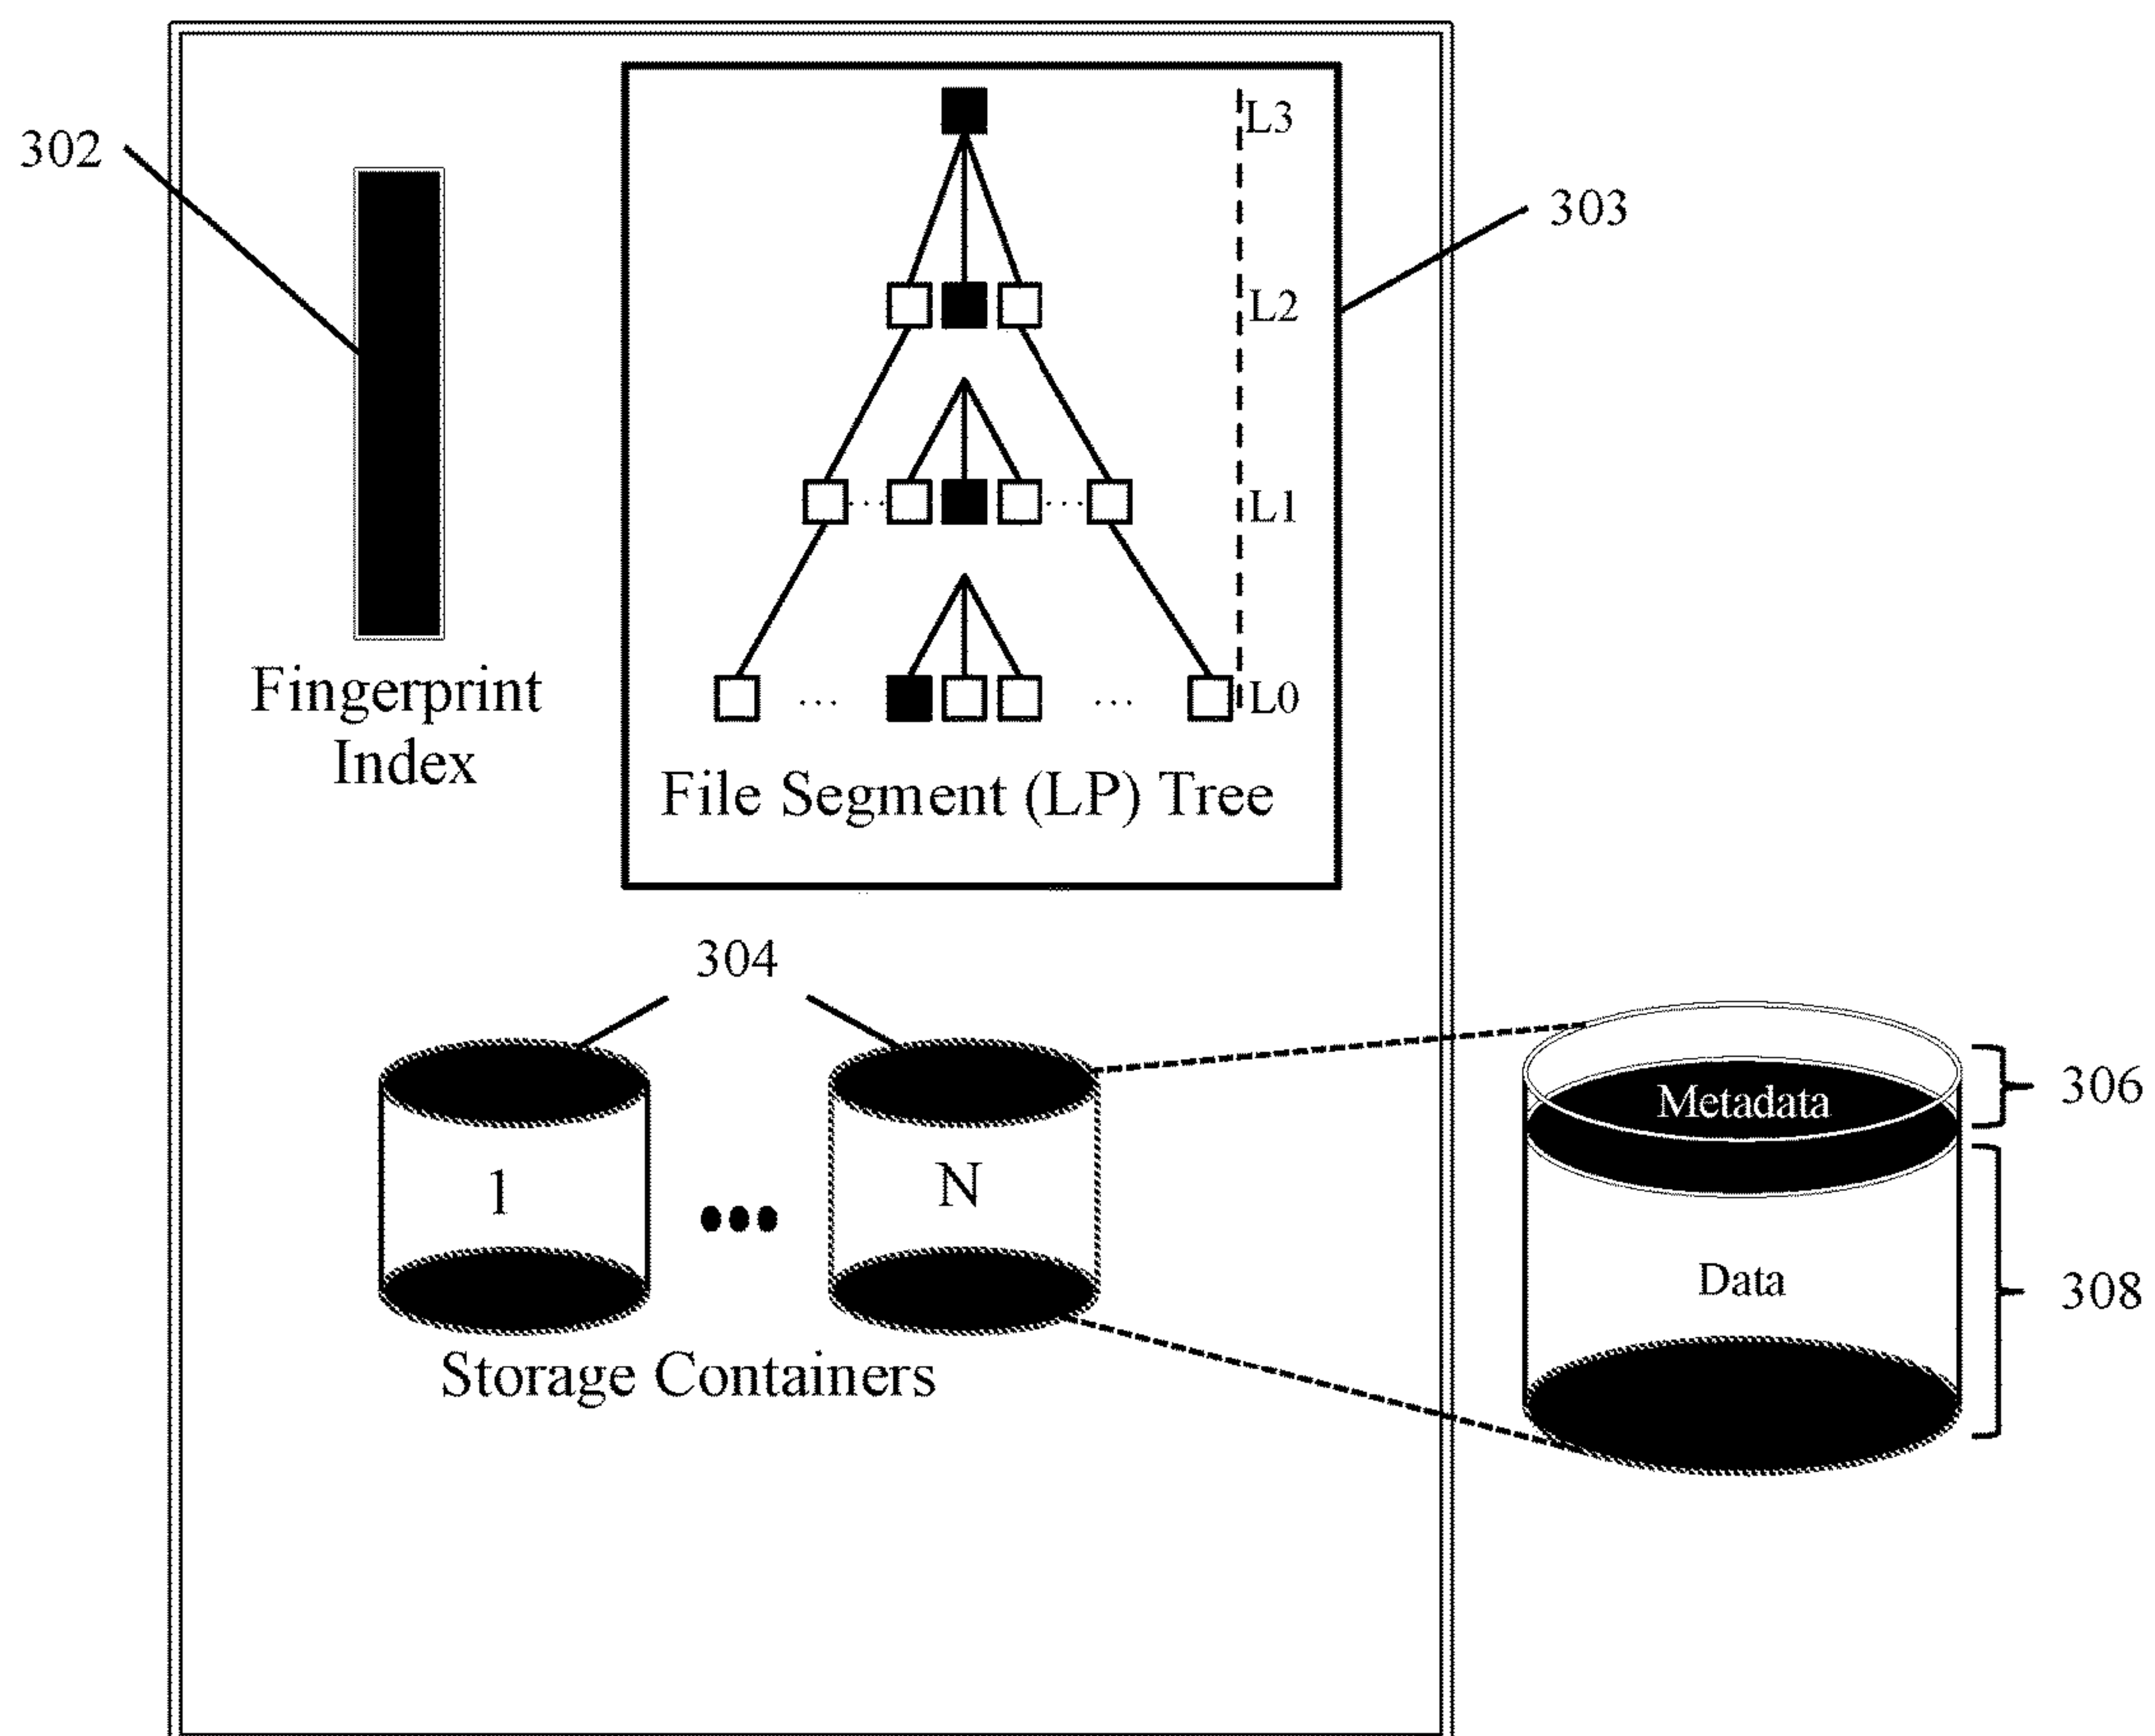 L3
302
303
L2
L1
... ...
L0
... ...
Fingerprint
Index
File Segment (LP) Tree
304
306
Metadata
1
...
N
Data
308
Storage Containers